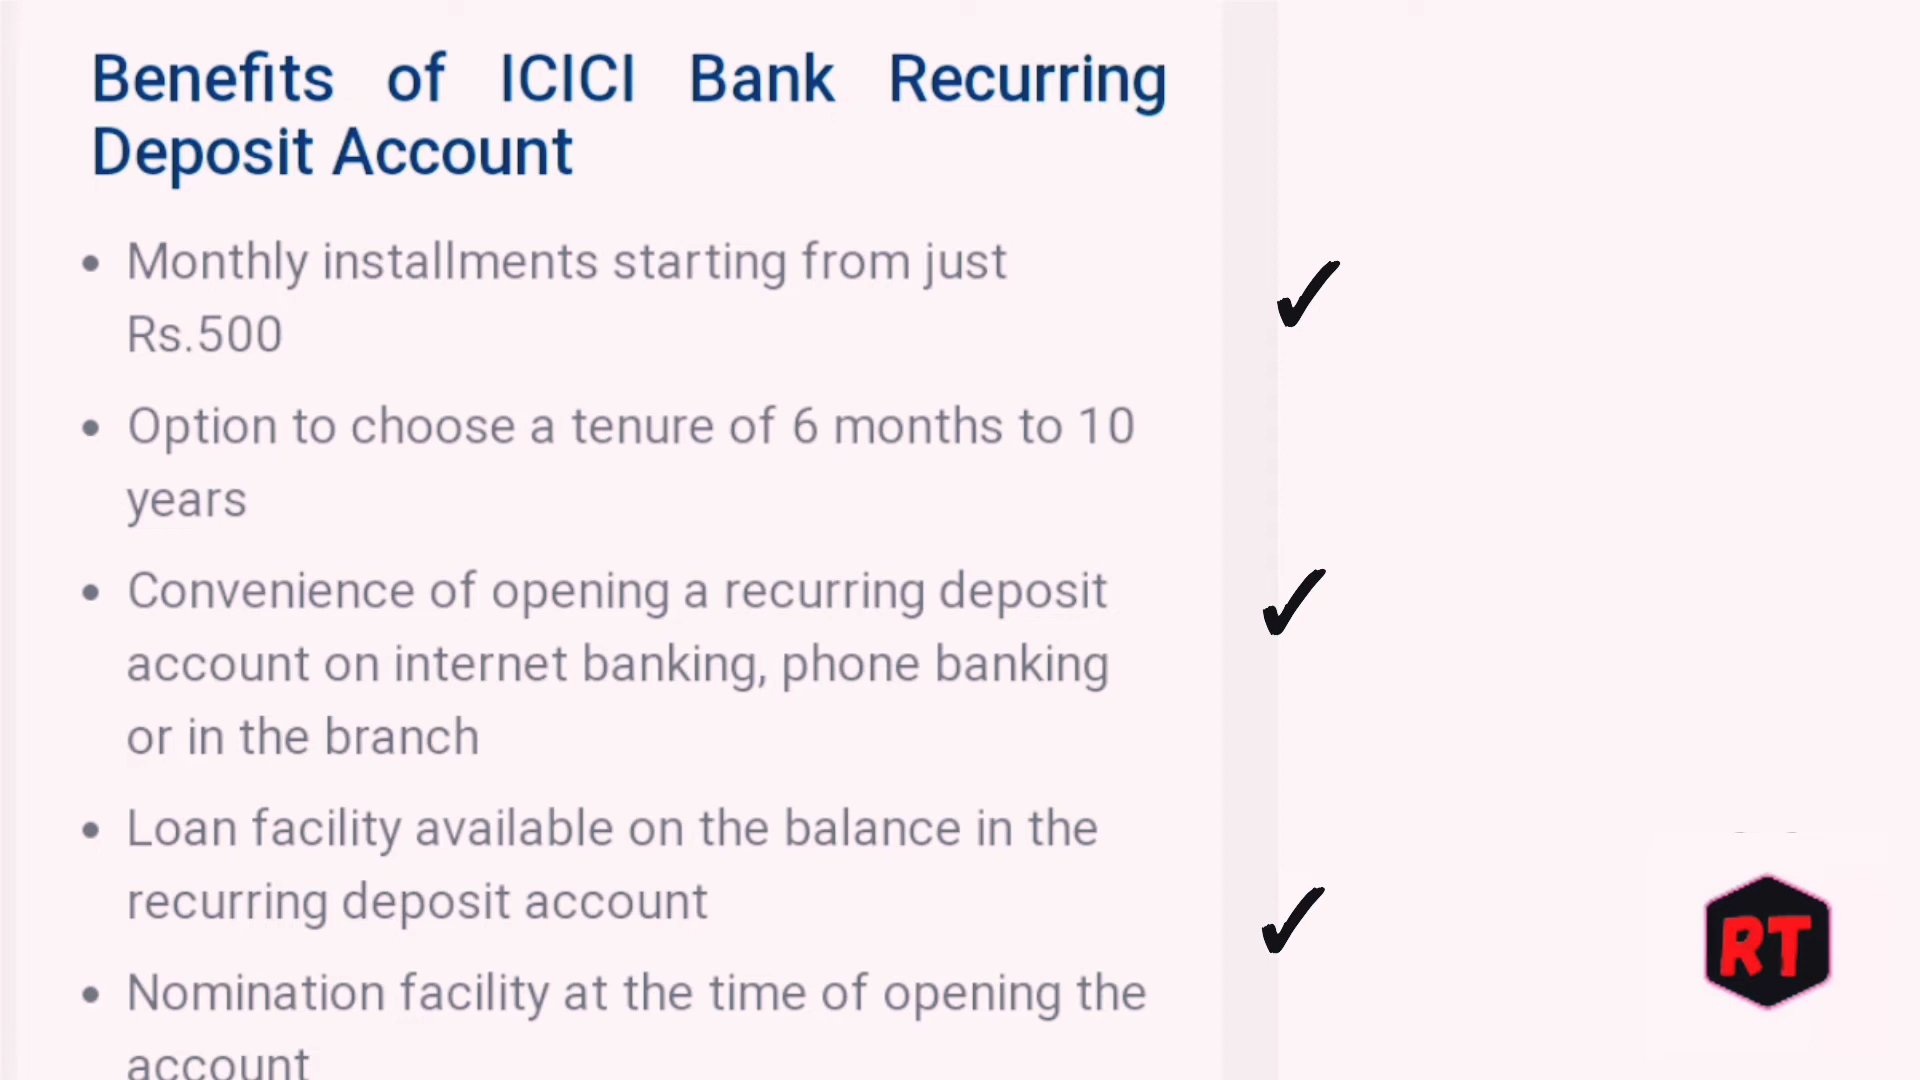 Benefits of ICICI Bank Recurring
Deposit Account
• Monthly installments starting from just
Rs.500
• Option to choose a tenure of 6 months to 10
years
• Convenience of opening a recurring deposit
account on internet banking, phone banking
or in the branch
• Loan facility available on the balance in the
recurring deposit account
• Nomination facility at the time of opening the
account
RT